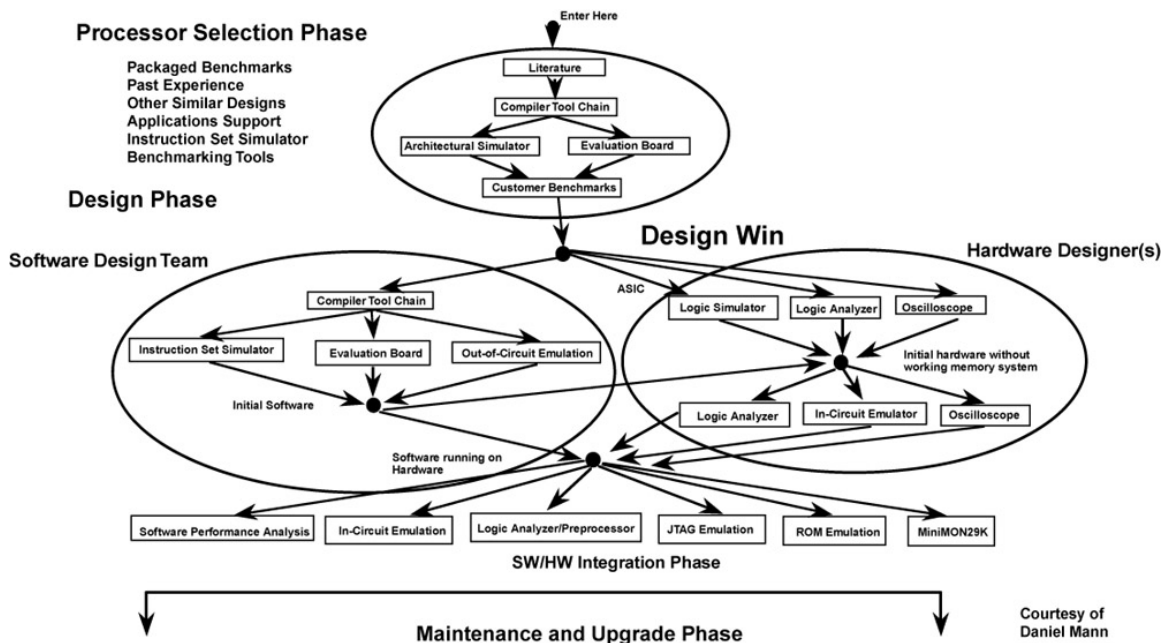 Enter Here
Processor Selection Phase
Packaged Benchmarks
Past Experience
Other Similar Designs
Applications Support
Instruction Set Simulator
Benchmarking Tools
Literature
Compiler Tool Chain
Architectural Simulator
Evaluation Board
Customer Benchmarks
Design Phase
Design Win
Software Design Team
Hardware Designer(s)
Compiler Tool Chain
Instruction Set Simulator
Evaluation Board
Out-of-Circuit Emulation
Initial Software
ASIC
Logic Simulator
Logic Analyzer
Oscilloscope
Initial hardware without
working memory system
Logic Analyzer
In-Circuit Emulator
Oscilloscope
Software running on
Hardware
Software Performance Analysis
In-Circuit Emulation
Logic Analyzer/Preprocessor
JTAG Emulation
ROM Emulation
MiniMON29K
SW/HW Integration Phase
Maintenance and Upgrade Phase
Courtesy of
Daniel Mann